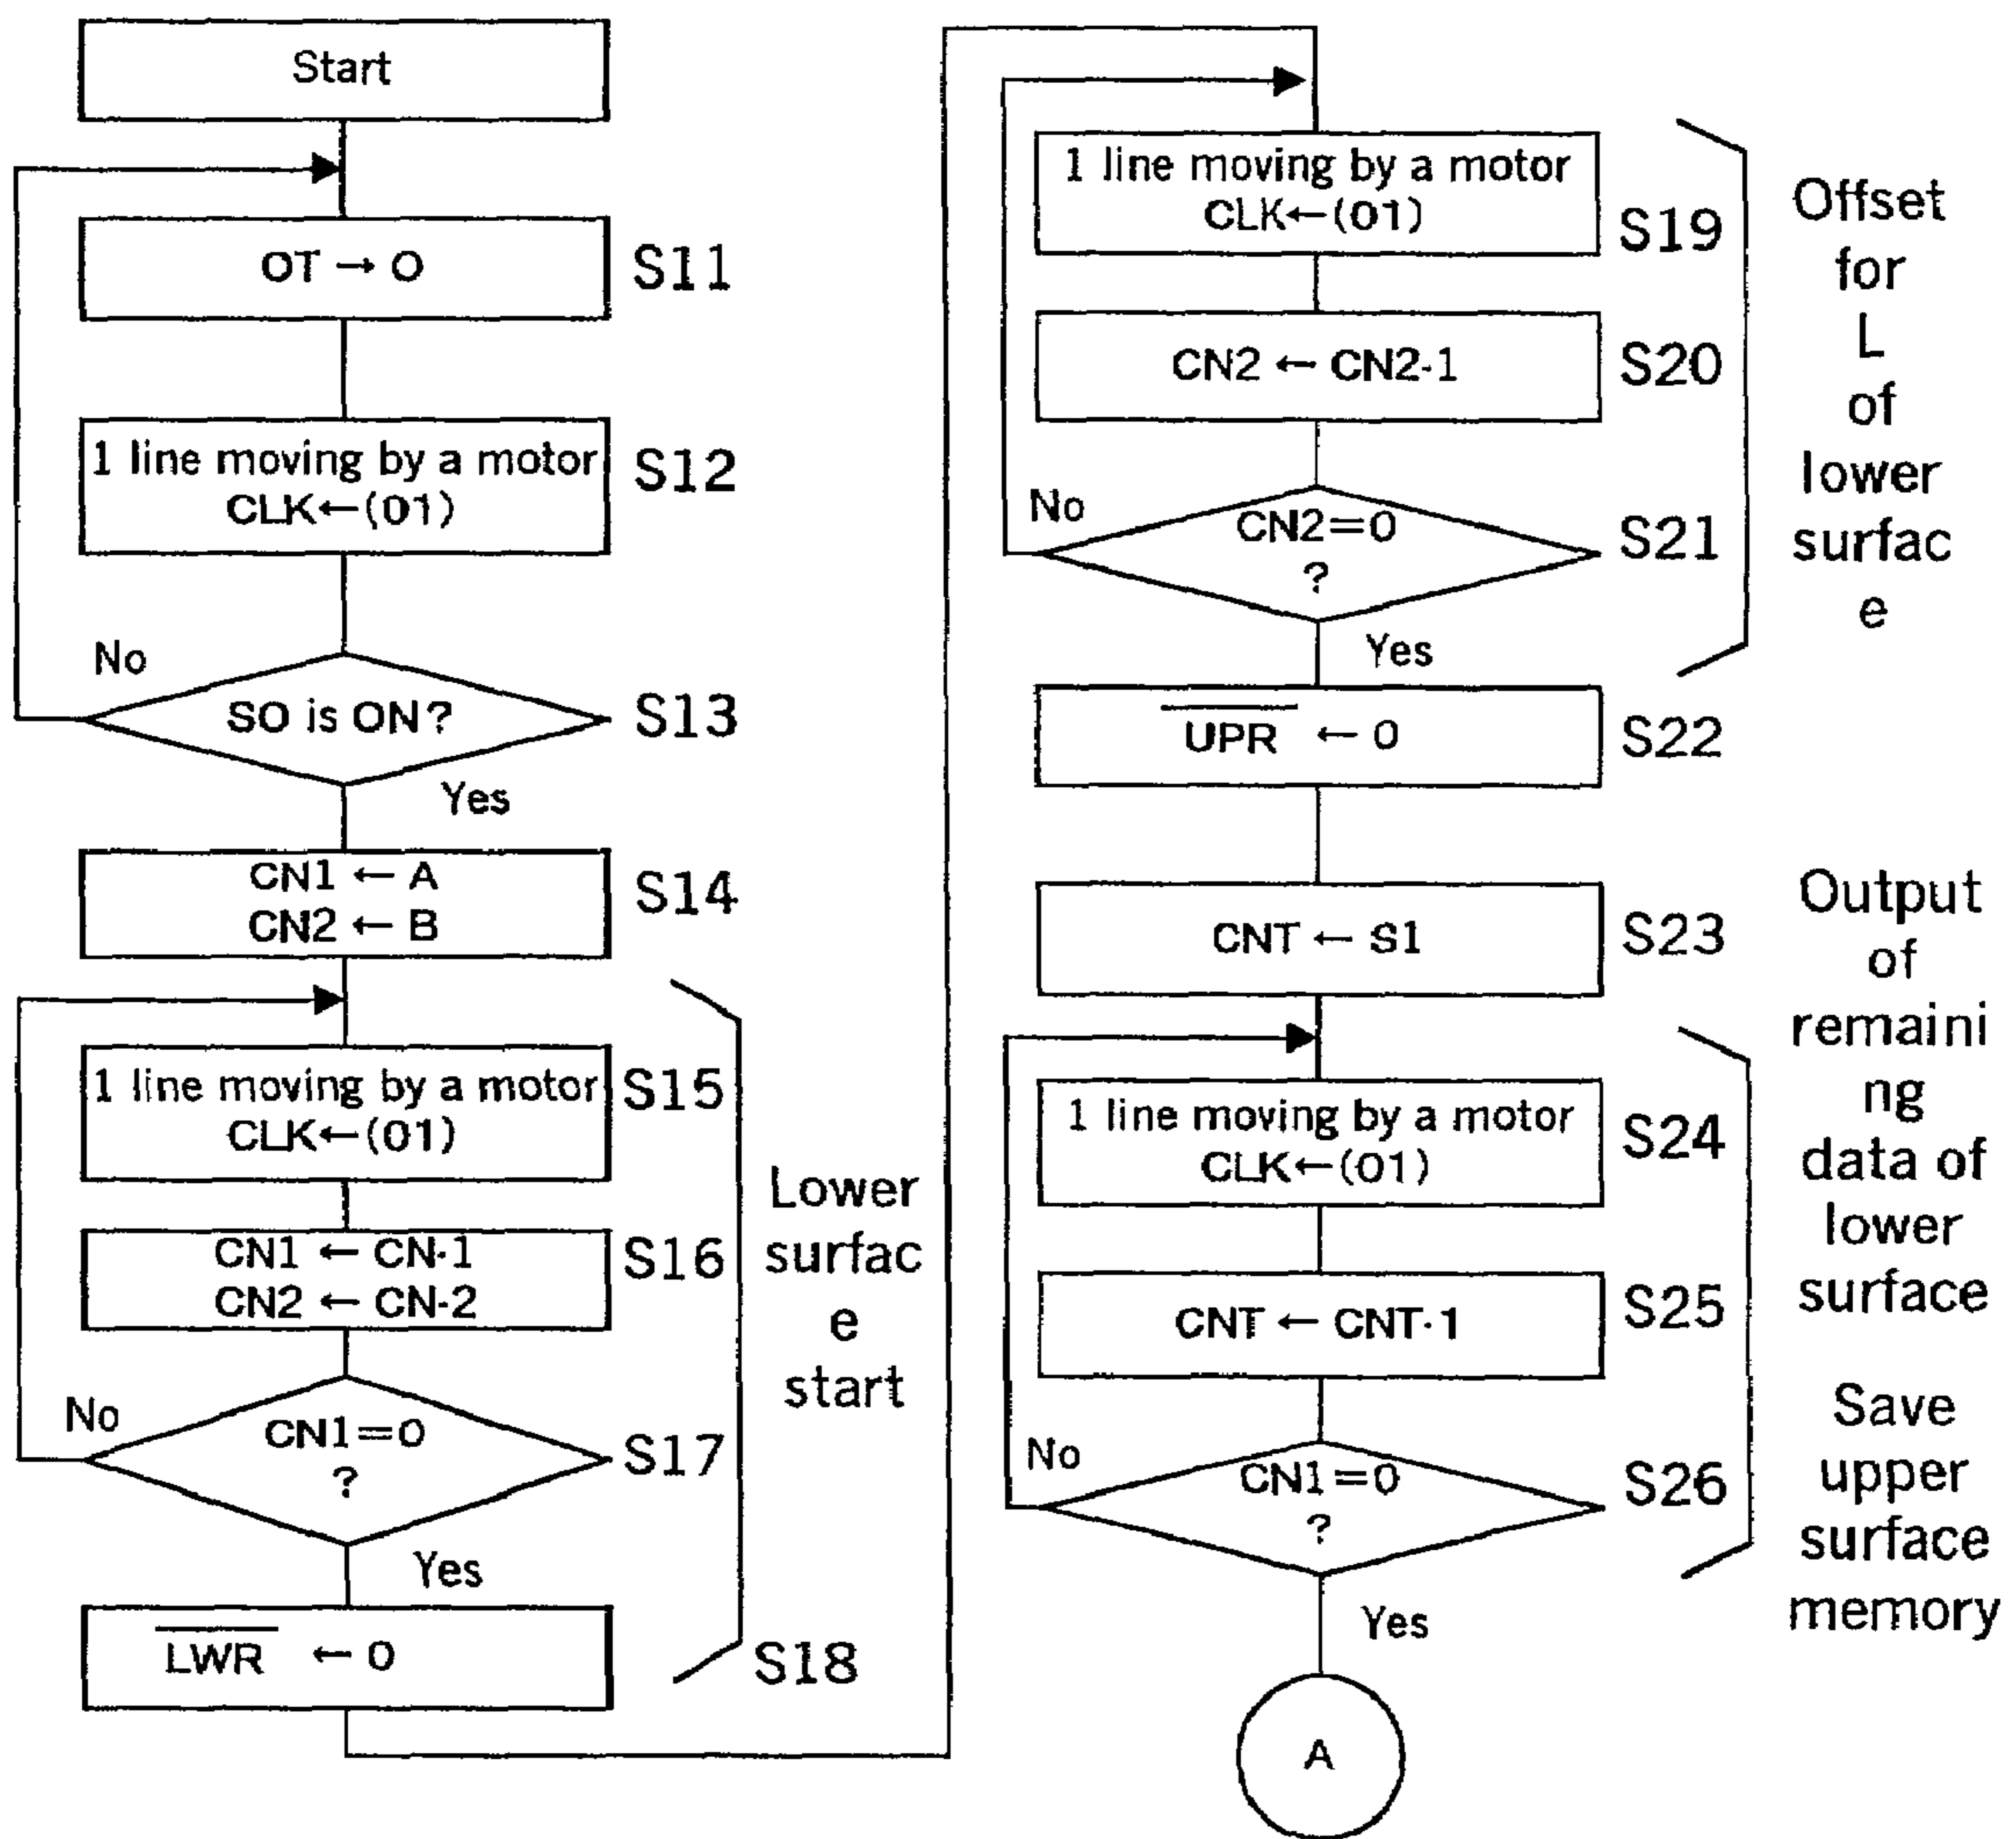 Start
OT → O
S11
1 line moving by a motor
CLK←(01)
S12
No
SO is ON?
S13
Yes
CN1 ← A
CN2 ← B
S14
1 line moving by a motor
CLK←(01)
S15
CN1 ← CN-1
CN2 ← CN-2
S16
No
CN1=0
?
S17
Yes
LWR ← 0
S18
Lower
surfac
e
start
1 line moving by a motor
CLK←(01)
S19
CN2 ← CN2-1
S20
No
CN2=0
?
S21
Yes
Offset
for
L
of
lower
surfac
e
UPR ← 0
S22
CNT ← S1
S23
1 line moving by a motor
CLK←(01)
S24
CNT ← CNT-1
S25
No
CN1=0
?
S26
Yes
Output
of
remaini
ng
data of
lower
surface
Save
upper
surface
memory
A